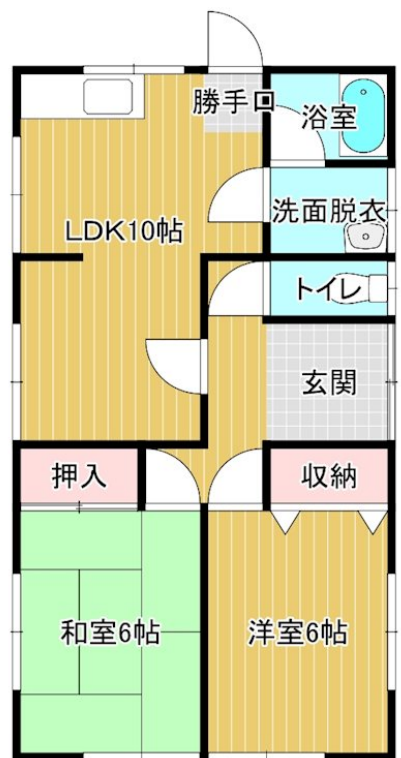 勝手口
浴室
洗面脱衣
LDK10帖
トイレ
玄関
押入
収納
和室6帖
洋室6帖